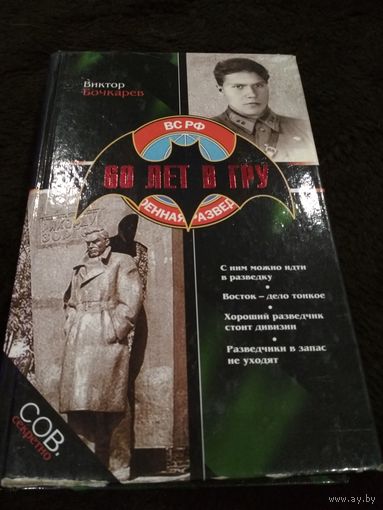 Виктор
Бочкарев
ВС РФ
60 ЛЕТ В ГРУ
ОЕННАЯ РАЗВЕД
С ним можно идти
в разведку
•
Восток – дело тонкое
•
Хороший разведчик
стоит дивизии
•
Разведчики в запас
не уходят
СОВ.
секретно
www.ay.by